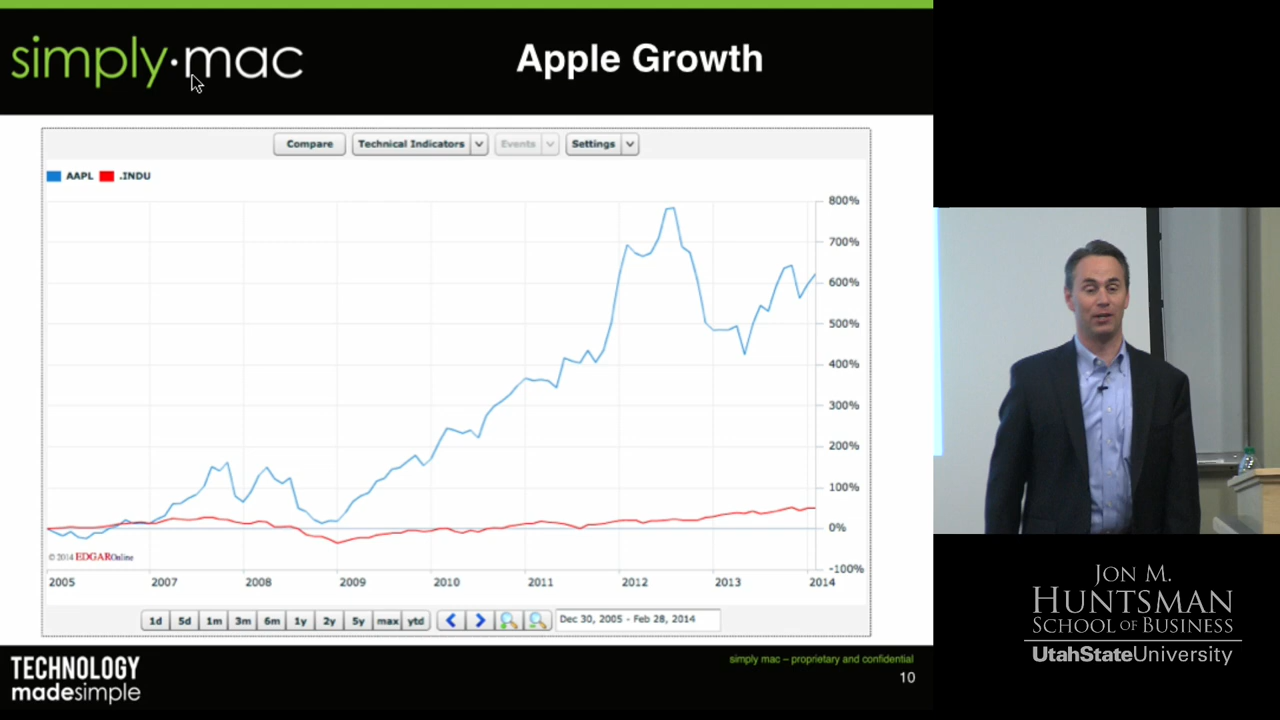 simply·mac
Apple Growth
Compare
Technical Indicators
Events
Settings
AAPL .INDU
800%
700%
600%
500%
400%
300%
200%
100%
0%
-100%
© 2014 EDGAROnline
2005 2007 2008 2009 2010 2011 2012 2013 2014
1d 5d 1m 3m 6m 1y 2y 5y max ytd
Dec 30, 2005 - Feb 28, 2014
TECHNOLOGY
madesimple
simply mac – proprietary and confidential
10
JON M.
HUNTSMAN
SCHOOL OF BUSINESS
UtahStateUniversity